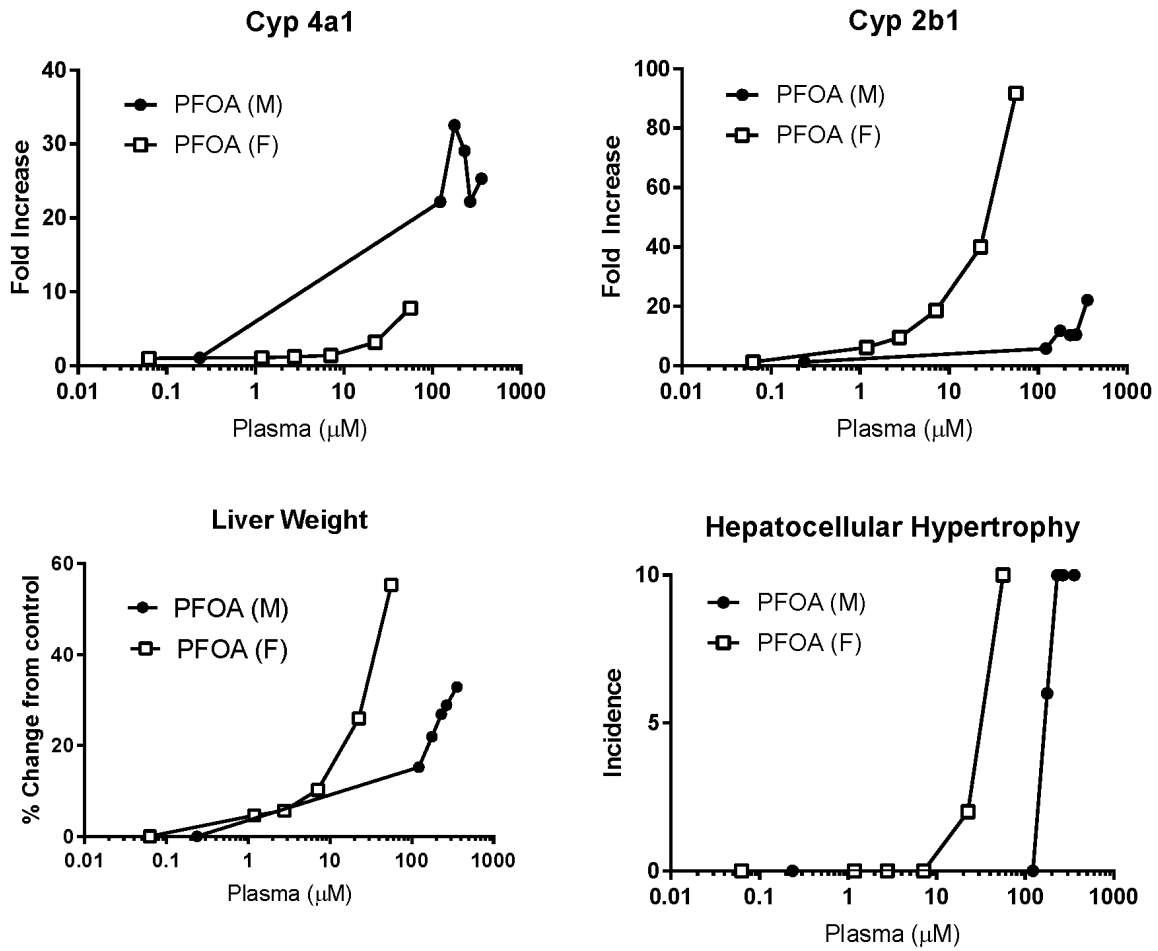 Cyp 4a1
40
30
20
10
0
Fold Increase
PFOA (M)
PFOA (F)
0.01 0.1 1 10 100 1000
Plasma (μM)
Cyp 2b1
100
80
60
40
20
0
Fold Increase
PFOA (M)
PFOA (F)
0.01 0.1 1 10 100 1000
Plasma (μM)
Liver Weight
60
40
20
0
% Change from control
PFOA (M)
PFOA (F)
0.01 0.1 1 10 100 1000
Plasma (μM)
Hepatocellular Hypertrophy
10
5
0
Incidence
PFOA (M)
PFOA (F)
0.01 0.1 1 10 100 1000
Plasma (μM)